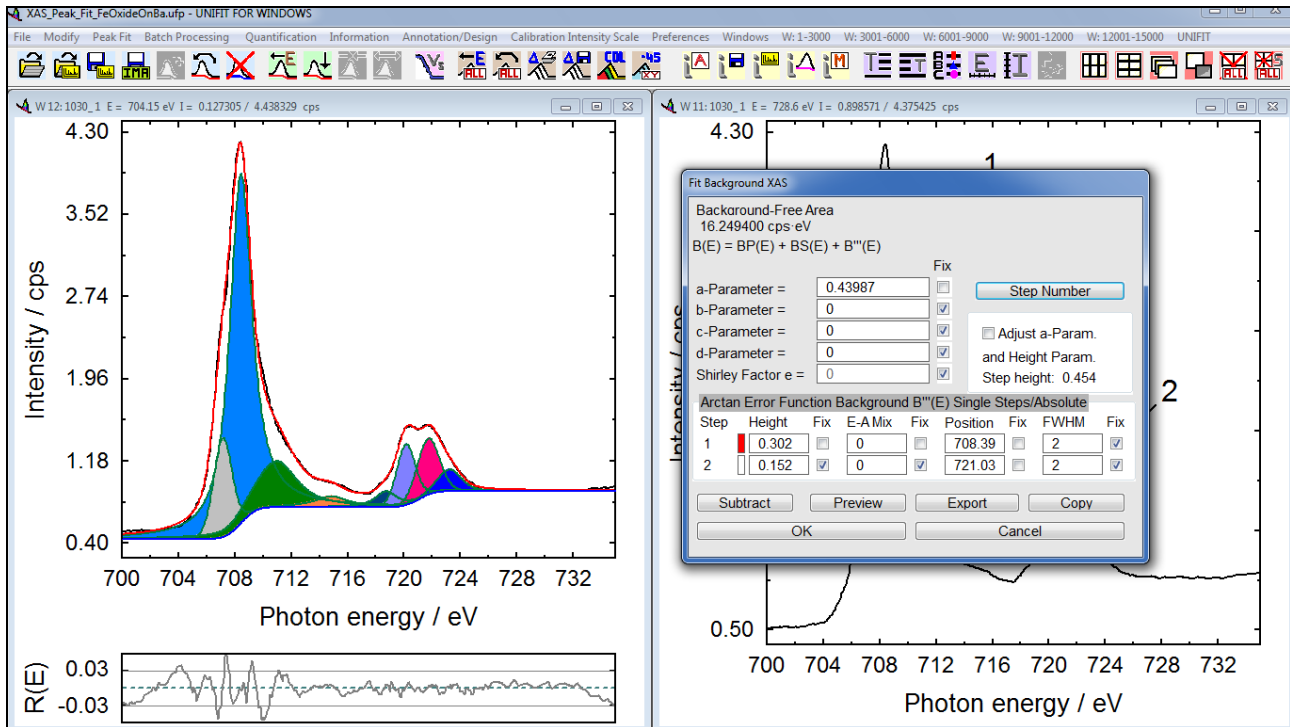 XAS_Peak_Fit_FeOxideOnBa.ufp - UNIFIT FOR WINDOWS
File Modify Peak Fit Batch Processing Quantification Information Annotation/Design Calibration Intensity Scale Preferences Windows W: 1-3000 W: 3001-6000 W: 6001-9000 W: 9001-12000 W: 12001-15000 UNIFIT
W 12: 1030_1 E = 704.15 eV I = 0.127305 / 4.438329 cps
4.30
3.52
2.74
1.96
1.18
0.40
Intensity / cps
700 704 708 712 716 720 724 728 732
Photon energy / eV
R(E)
0.03
-0.03
W 11: 1030_1 E = 728.6 eV I = 0.898571 / 4.375425 cps
4.30
1
2
0.50
700 704 708 712 716 720 724 728 732
Photon energy / eV
Fit Background XAS
Background-Free Area
16.249400 cps·eV
B(E) = BP(E) + BS(E) + B'''(E)
Fix
a-Parameter = 0.43987
b-Parameter = 0
c-Parameter = 0
d-Parameter = 0
Shirley Factor e = 0
Step Number
Adjust a-Param.
and Height Param.
Step height: 0.454
Arctan Error Function Background B'''(E) Single Steps/Absolute
Step Height Fix E-A Mix Fix Position Fix FWHM Fix
1 0.302 0 708.39 2
2 0.152 0 721.03 2
Subtract Preview Export Copy
OK Cancel